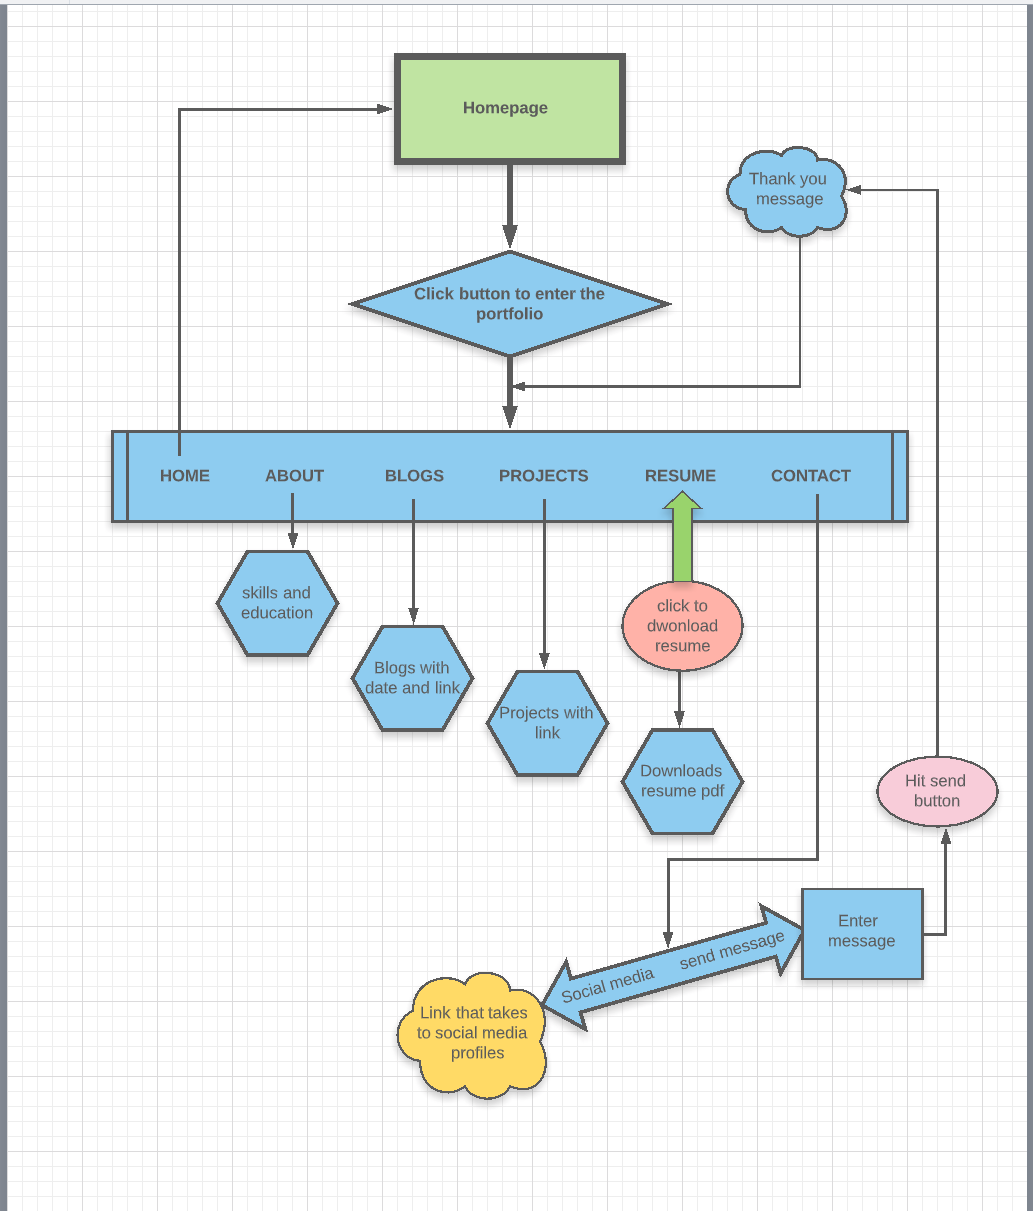 Homepage
Thank you
message
Click button to enter the
portfolio
HOME
ABOUT
BLOGS
PROJECTS
RESUME
CONTACT
skills and
education
Blogs with
date and link
Projects with
link
click to
dwonload
resume
Downloads
resume pdf
Hit send
button
Enter
message
Social media
send message
Link that takes
to social media
profiles